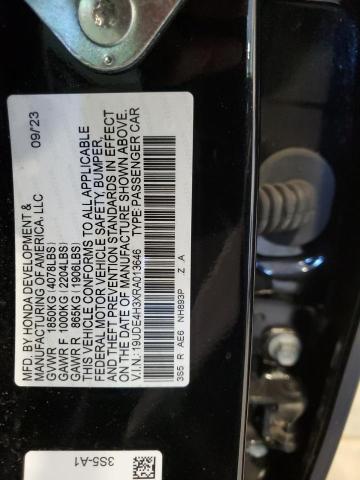 MFD. BY HONDA DEVELOPMENT &
MANUFACTURING OF AMERICA, LLC 09/23
GVWR 1850KG (4078LBS)
GAWR F 1000KG (2204LBS)
GAWR R 865KG (1906LBS)
THIS VEHICLE CONFORMS TO ALL APPLICABLE
FEDERAL MOTOR VEHICLE SAFETY, BUMPER,
AND THEFT PREVENTION STANDARDS IN EFFECT
ON THE DATE OF MANUFACTURE SHOWN ABOVE.
V.I.N: 19UDE4H3XRA013646 TYPE: PASSENGER CAR
3S5 R AE6 NH893P Z A
3S5-A1